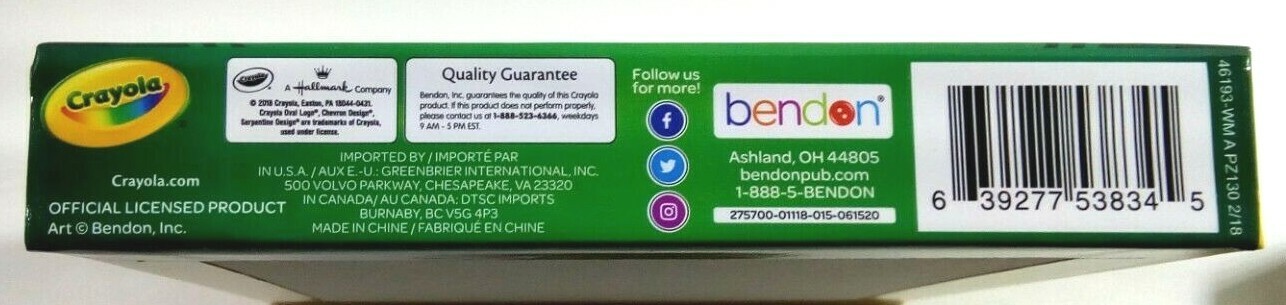 Crayola
Crayola.com
OFFICIAL LICENSED PRODUCT
Art © Bendon, Inc.
Crayola
A Hallmark Company
© 2018 Crayola, Easton, PA 18044-0431.
Crayola Oval Logo®, Chevron Design®,
Serpentine Design® are trademarks of Crayola,
used under license.
Quality Guarantee
Bendon, Inc. guarantees the quality of this Crayola
product. If this product does not perform properly,
please contact us at 1-888-523-6366, weekdays
9 AM - 5 PM EST.
IMPORTED BY / IMPORTÉ PAR
IN U.S.A. / AUX E.-U.: GREENBRIER INTERNATIONAL, INC.
500 VOLVO PARKWAY, CHESAPEAKE, VA 23320
IN CANADA/ AU CANADA: DTSC IMPORTS
BURNABY, BC V5G 4P3
MADE IN CHINE / FABRIQUÉ EN CHINE
Follow us
for more!
f
bendon®
Ashland, OH 44805
bendonpub.com
1-888-5-BENDON
275700-01118-015-061520
6 39277 53834 5
46193-WM A PZ130 2/18